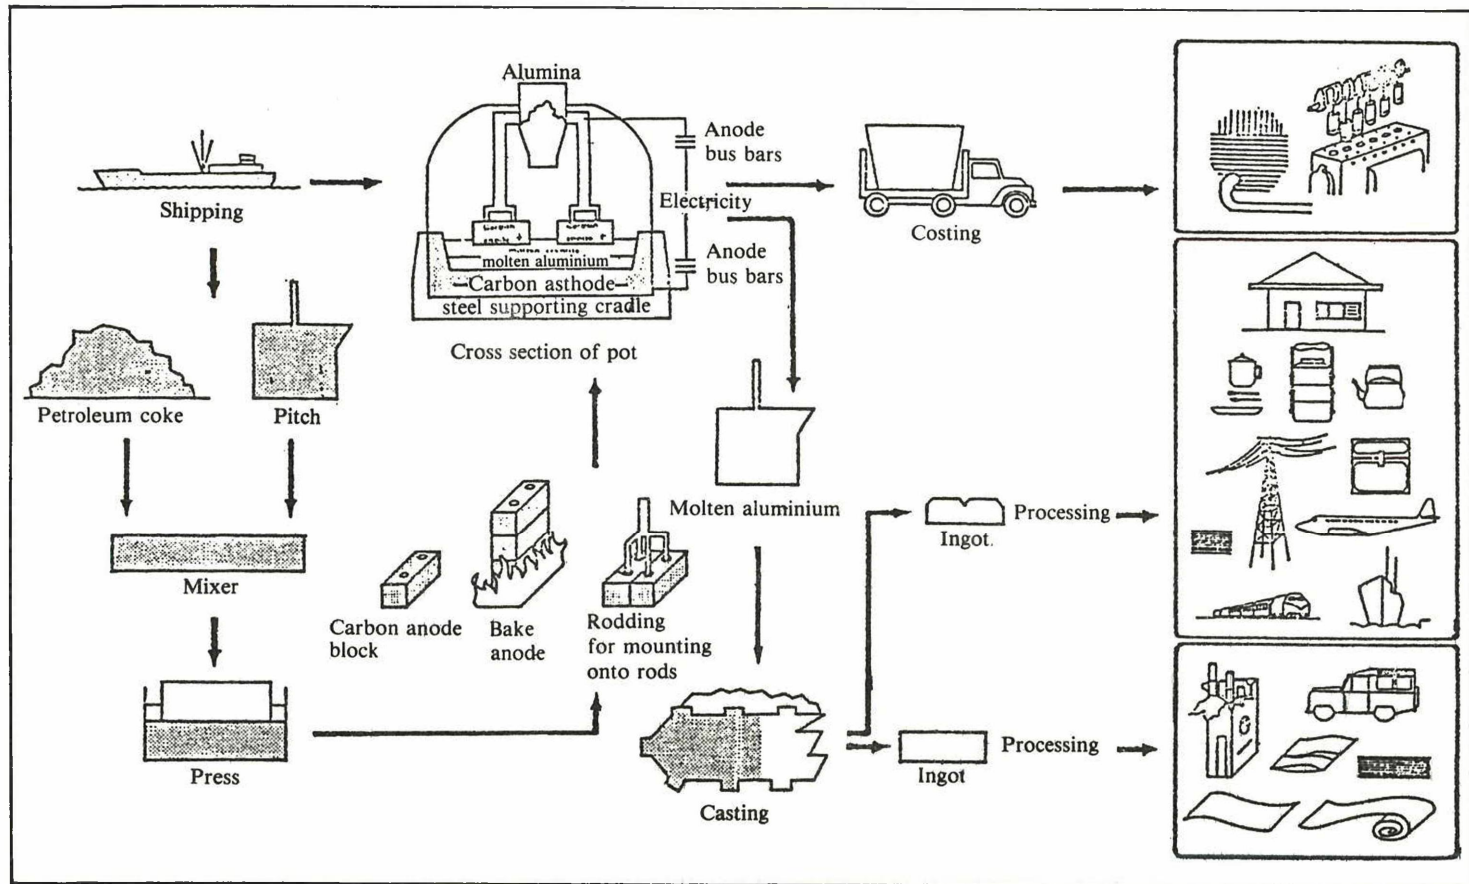 Alumina
Anode
bus bars
Shipping
Electricity
Costing
molten aluminium
Anode
bus bars
Carbon asthode
steel supporting cradle
Cross section of pot
Petroleum coke
Pitch
Molten aluminium
Ingot.
Processing
Mixer
Carbon anode
block
Bake
anode
Rodding
for mounting
onto rods
Press
Casting
Ingot
Processing